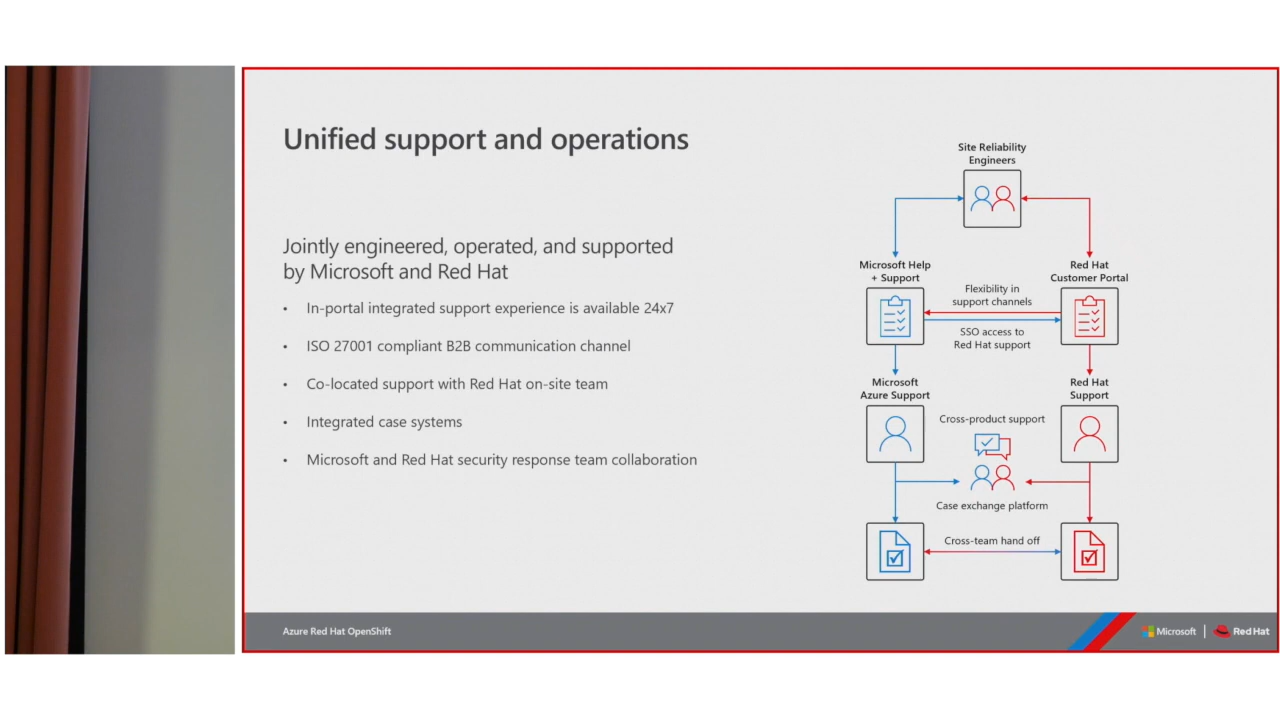 Unified support and operations
Jointly engineered, operated, and supported
by Microsoft and Red Hat
• In-portal integrated support experience is available 24x7
• ISO 27001 compliant B2B communication channel
• Co-located support with Red Hat on-site team
• Integrated case systems
• Microsoft and Red Hat security response team collaboration
Site Reliability
Engineers
Microsoft Help
+ Support
Red Hat
Customer Portal
Flexibility in
support channels
SSO access to
Red Hat support
Microsoft
Azure Support
Red Hat
Support
Cross-product support
Case exchange platform
Cross-team hand off
Azure Red Hat OpenShift
Microsoft | Red Hat